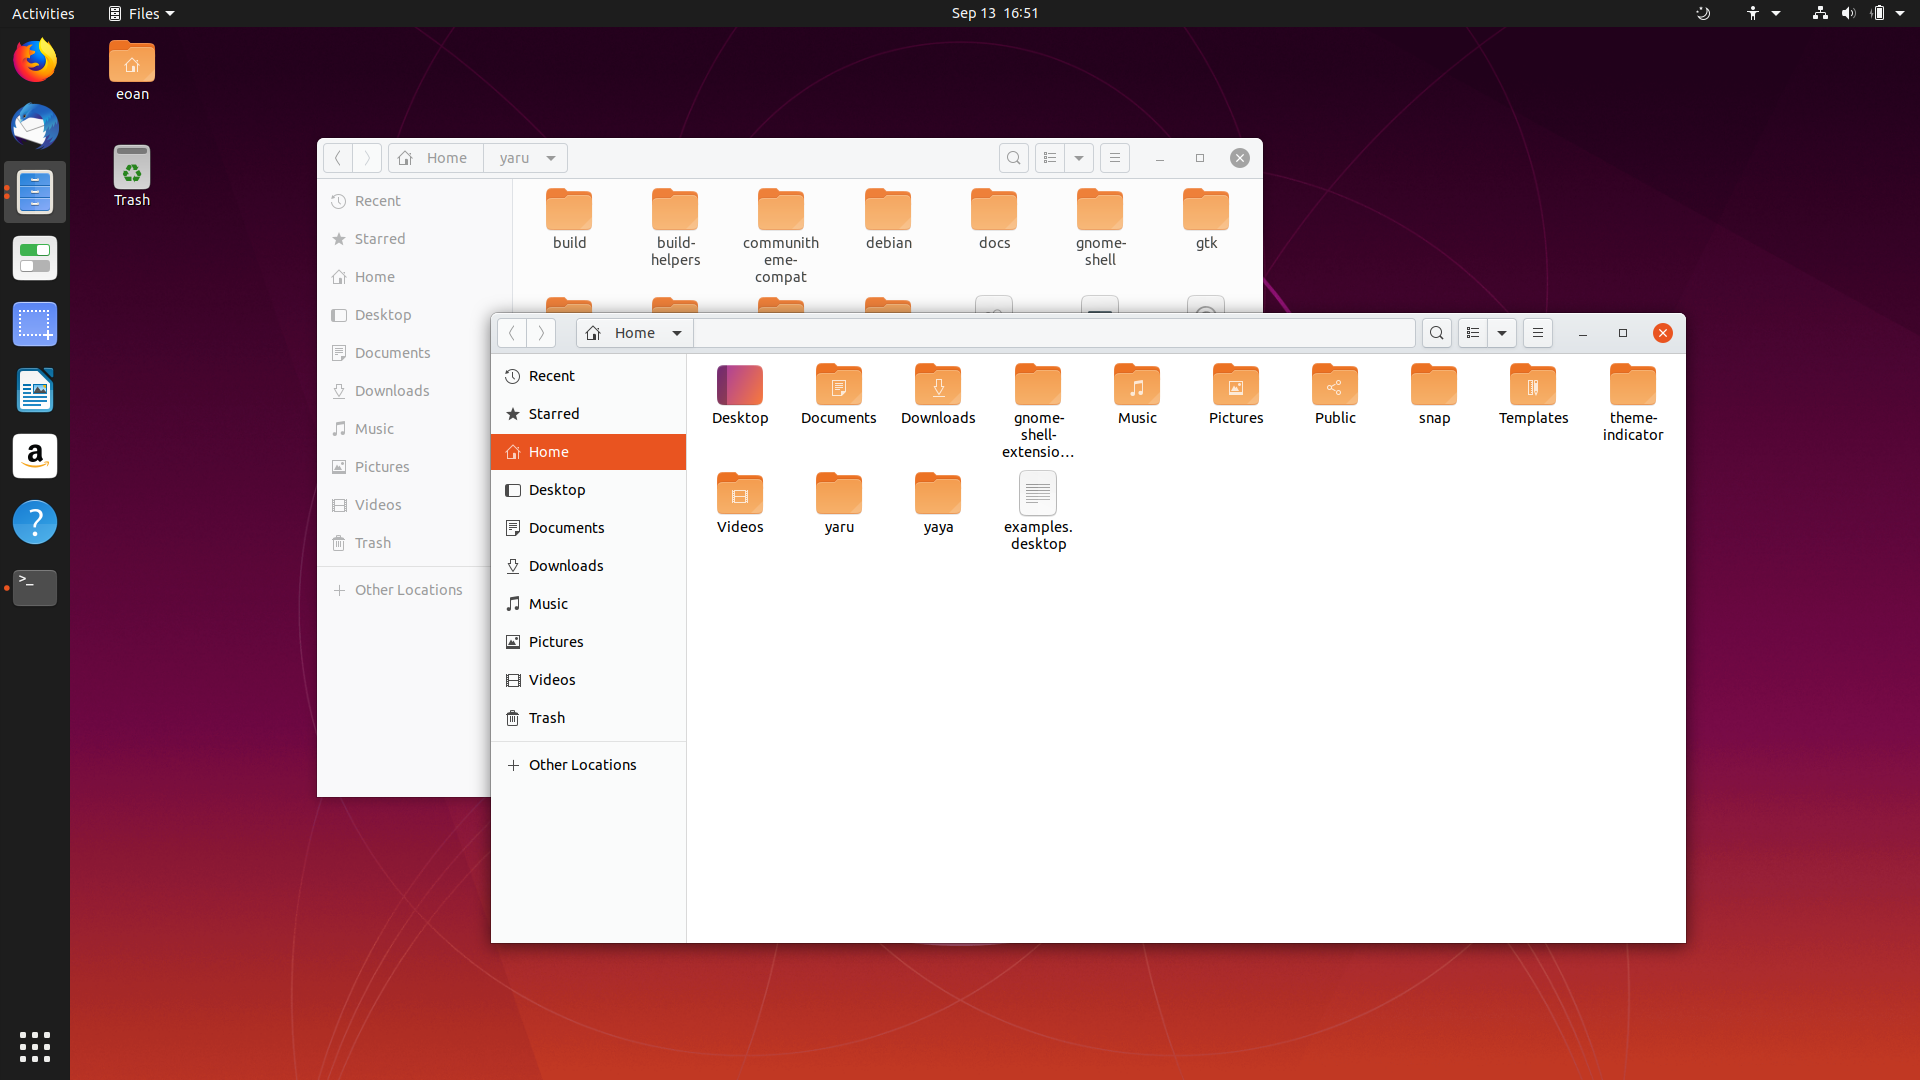 Activities
Files
Sep 13 16:51
eoan
Trash
Home
yaru
Recent
Starred
Home
Desktop
Documents
Downloads
Music
Pictures
Videos
Trash
Other Locations
build
build-
helpers
communith
eme-
compat
debian
docs
gnome-
shell
gtk
Home
Recent
Starred
Home
Desktop
Documents
Downloads
Music
Pictures
Videos
Trash
Other Locations
Desktop
Documents
Downloads
gnome-
shell-
extensio...
Music
Pictures
Public
snap
Templates
theme-
indicator
Videos
yaru
yaya
examples.
desktop
a
?
>_